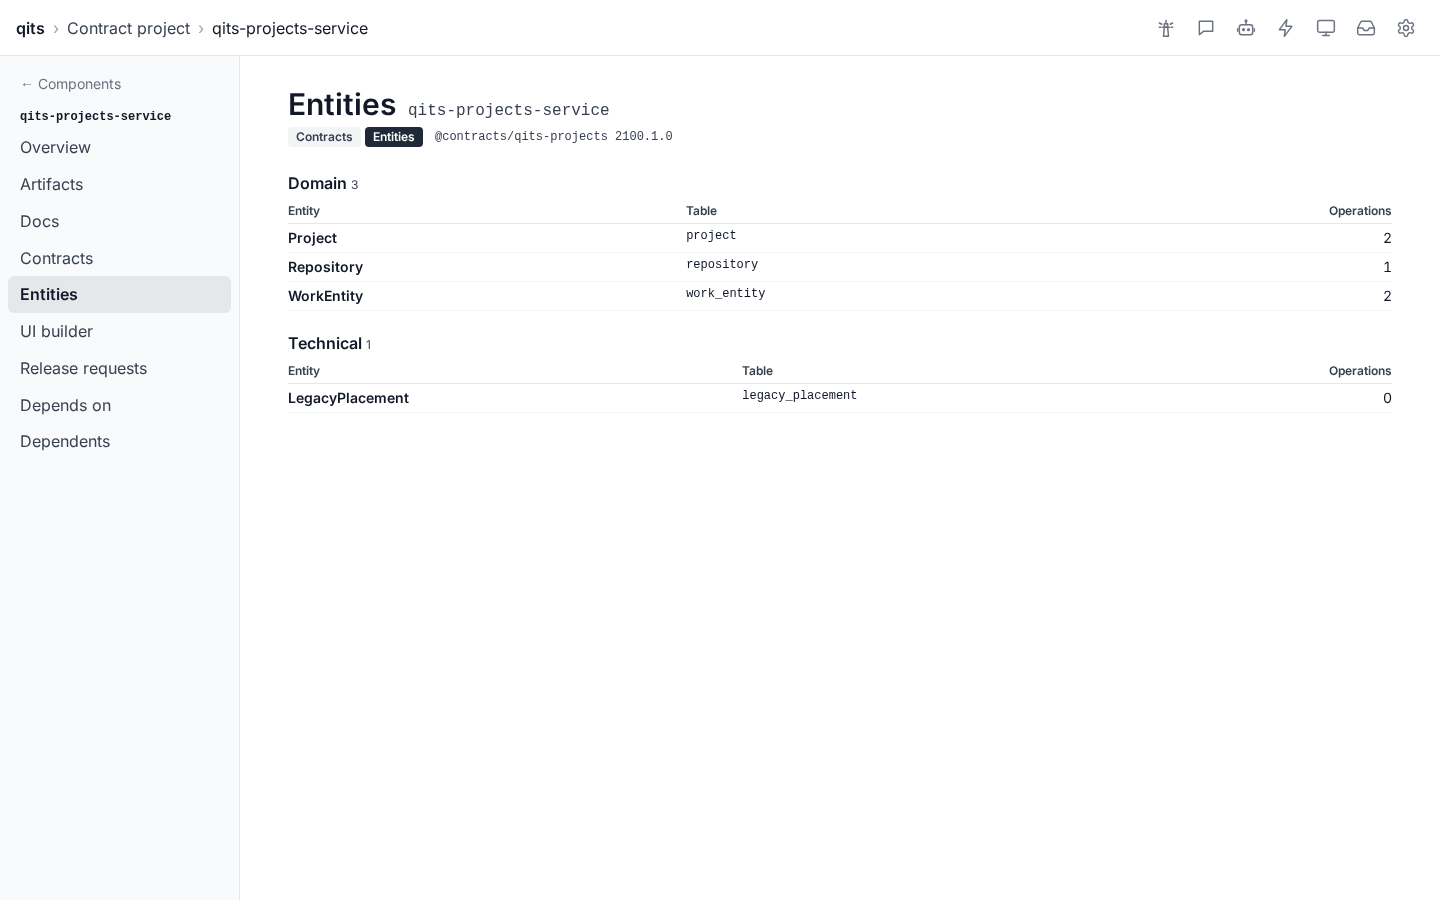 qits › Contract project › qits-projects-service
← Components
qits-projects-service
Overview
Artifacts
Docs
Contracts
Entities
UI builder
Release requests
Depends on
Dependents
Entities qits-projects-service
Contracts Entities @contracts/qits-projects 2100.1.0
Domain 3
Entity Table Operations
Project project 2
Repository repository 1
WorkEntity work_entity 2
Technical 1
Entity Table Operations
LegacyPlacement legacy_placement 0